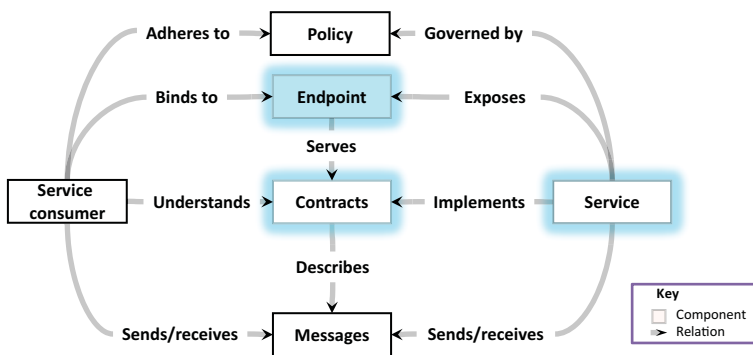 Adheres to
Policy
Governed by
Binds to
Endpoint
Exposes
Serves
Service
consumer
Understands
Contracts
Implements
Service
Describes
Sends/receives
Messages
Sends/receives
Key
Component
Relation